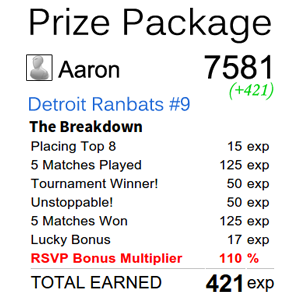 Prize Package
Aaron 7581
(+421)
Detroit Ranbats #9
The Breakdown
Placing Top 8 15 exp
5 Matches Played 125 exp
Tournament Winner! 50 exp
Unstoppable! 50 exp
5 Matches Won 125 exp
Lucky Bonus 17 exp
RSVP Bonus Multiplier 110 %
TOTAL EARNED 421 exp